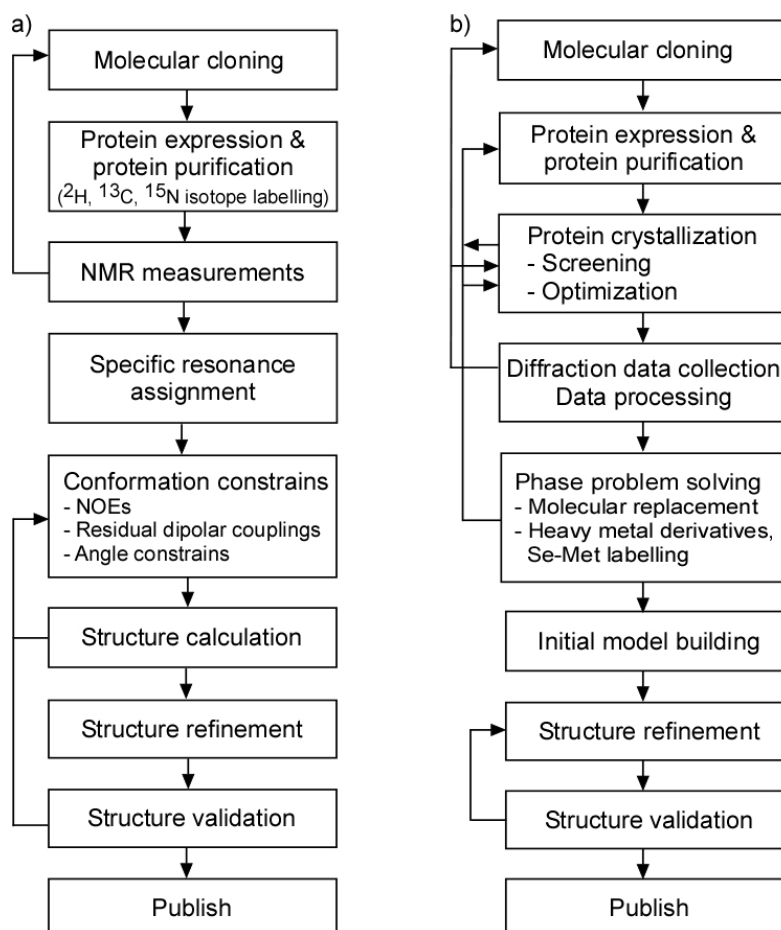 a)
Molecular cloning
Protein expression &
protein purification
(²H, ¹³C, ¹⁵N isotope labelling)
NMR measurements
Specific resonance
assignment
Conformation constrains
- NOEs
- Residual dipolar couplings
- Angle constrains
Structure calculation
Structure refinement
Structure validation
Publish
b)
Molecular cloning
Protein expression &
protein purification
Protein crystallization
- Screening
- Optimization
Diffraction data collection
Data processing
Phase problem solving
- Molecular replacement
- Heavy metal derivatives,
Se-Met labelling
Initial model building
Structure refinement
Structure validation
Publish